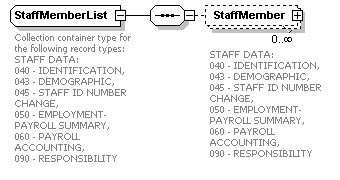 StaffMemberList
StaffMember
0..∞
Collection container type for
the following record types:
STAFF DATA:
040 - IDENTIFICATION,
043 - DEMOGRAPHIC,
045 - STAFF ID NUMBER
CHANGE,
050 - EMPLOYMENT-
PAYROLL SUMMARY,
060 - PAYROLL
ACCOUNTING,
090 - RESPONSIBILITY
STAFF DATA:
040 - IDENTIFICATION,
043 - DEMOGRAPHIC,
045 - STAFF ID NUMBER
CHANGE,
050 - EMPLOYMENT-
PAYROLL SUMMARY,
060 - PAYROLL
ACCOUNTING,
090 - RESPONSIBILITY